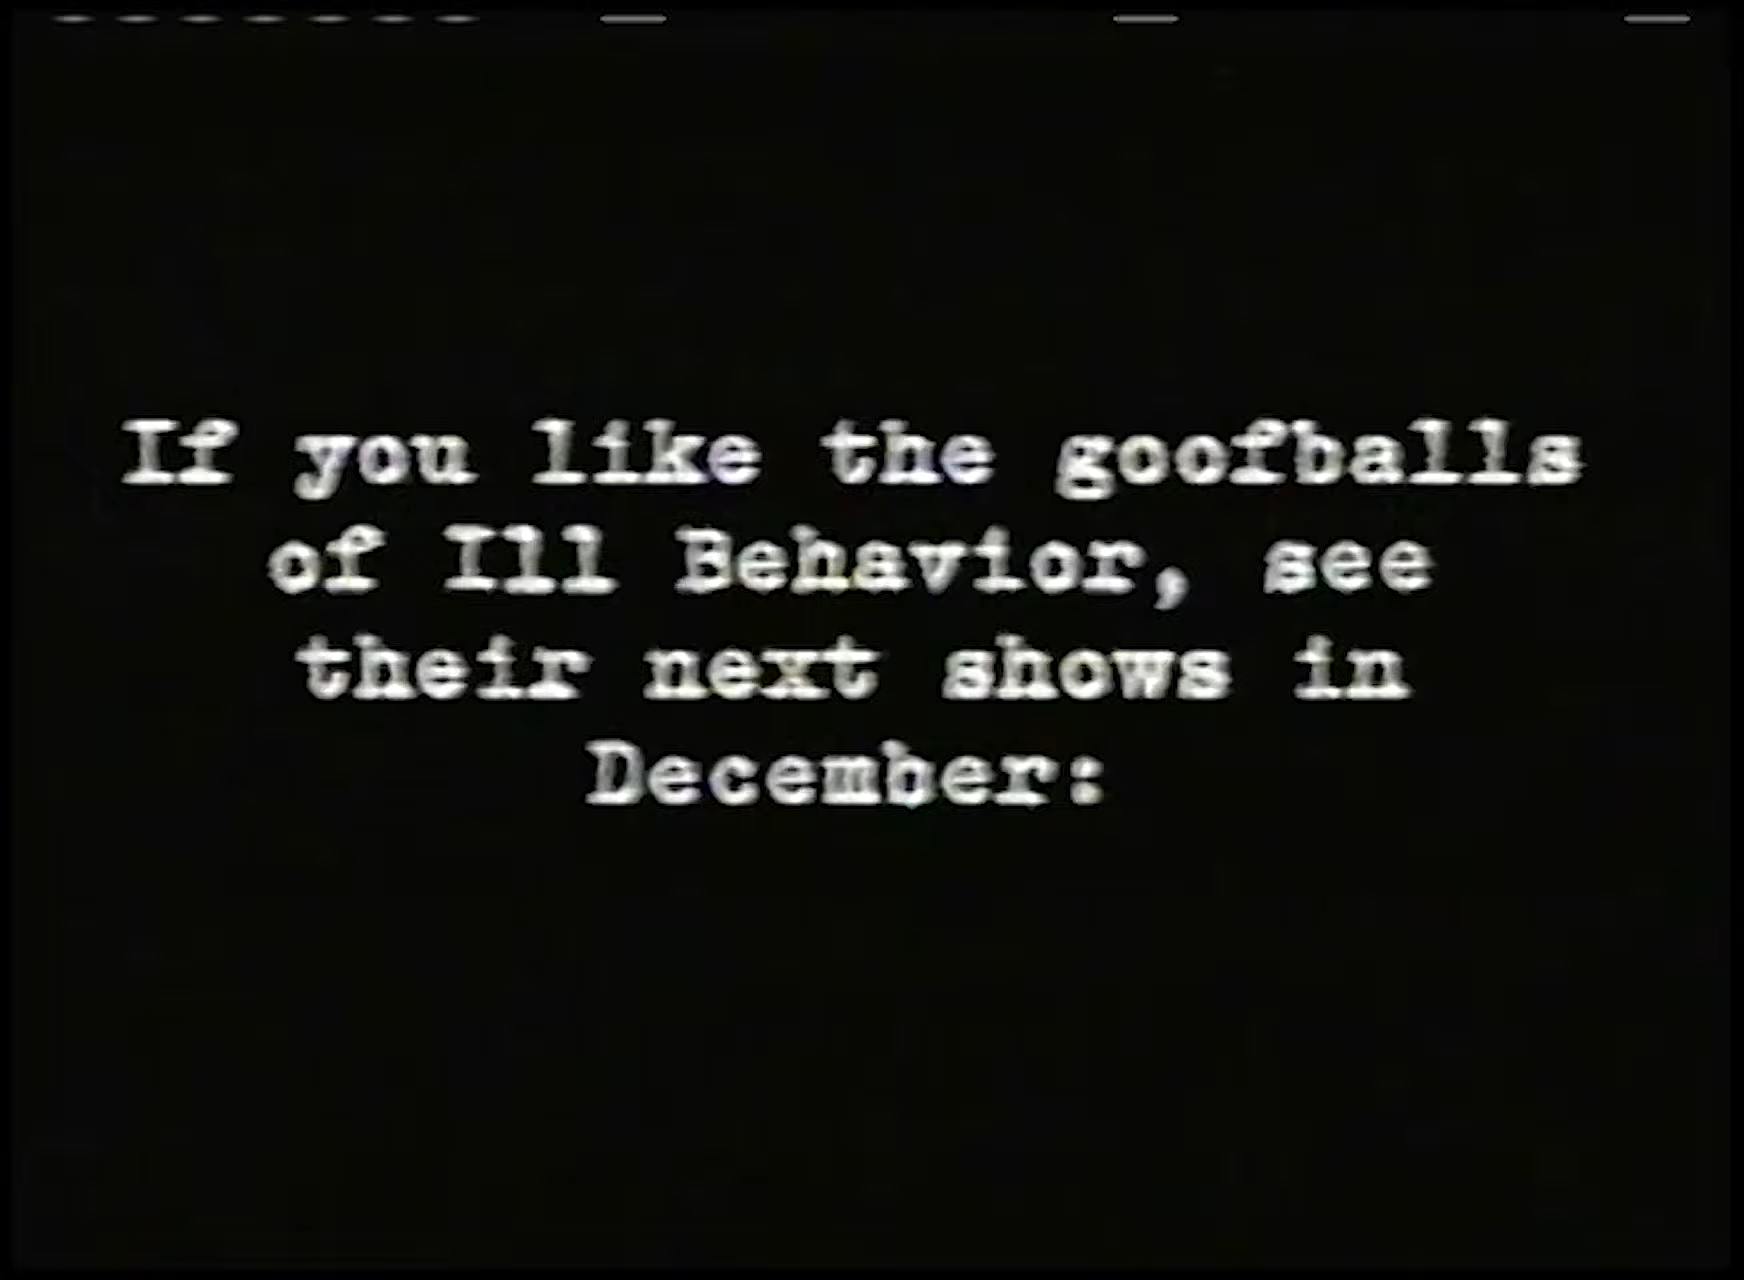 If you like the goofballs
of Ill Behavior, see
their next shows in
December: